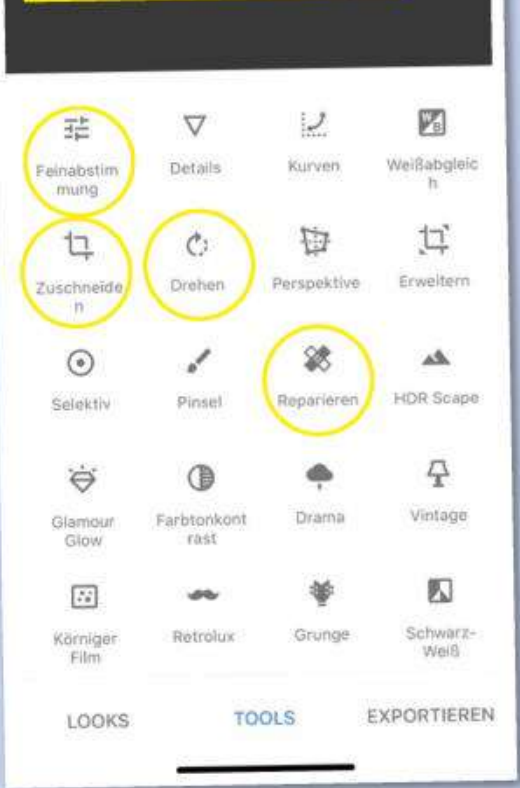 Feinabstim
mung
Details
Kurven
Weißabgleic
h
Zuschneide
n
Drehen
Perspektive
Erweitern
Selektiv
Pinsel
Reparieren
HDR Scape
Glamour
Glow
Farbtonkont
rast
Drama
Vintage
Körniger
Film
Retrolux
Grunge
Schwarz-
Weiß
LOOKS
TOOLS
EXPORTIEREN